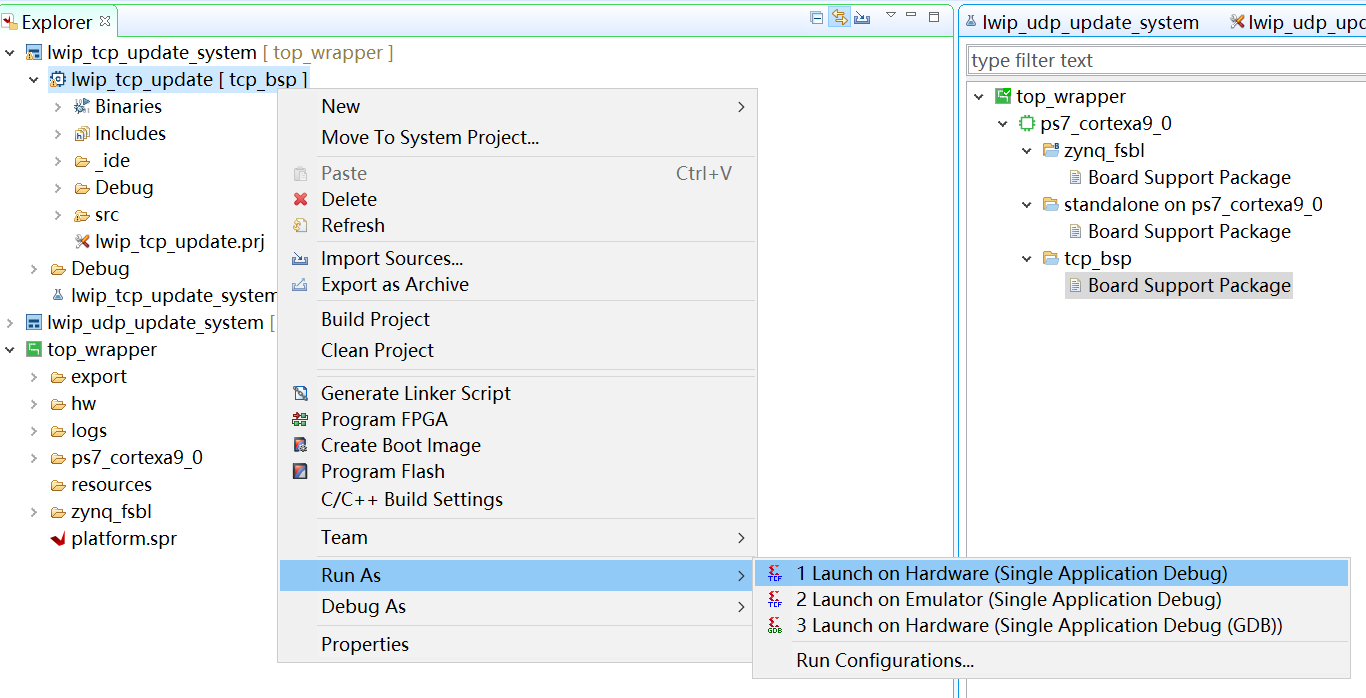 Explorer
lwip_tcp_update_system [ top_wrapper ]
lwip_tcp_update [ tcp_bsp ]
Binaries
Includes
_ide
Debug
src
lwip_tcp_update.prj
Debug
lwip_tcp_update_system
lwip_udp_update_system [
top_wrapper
export
hw
logs
ps7_cortexa9_0
resources
zynq_fsbl
platform.spr
New
Move To System Project...
Paste Ctrl+V
Delete
Refresh
Import Sources...
Export as Archive
Build Project
Clean Project
Generate Linker Script
Program FPGA
Create Boot Image
Program Flash
C/C++ Build Settings
Team
Run As
Debug As
Properties
TCF 1 Launch on Hardware (Single Application Debug)
TCF 2 Launch on Emulator (Single Application Debug)
GDB 3 Launch on Hardware (Single Application Debug (GDB))
Run Configurations...
lwip_udp_update_system lwip_udp_upd
type filter text
top_wrapper
ps7_cortexa9_0
zynq_fsbl
Board Support Package
standalone on ps7_cortexa9_0
Board Support Package
tcp_bsp
Board Support Package